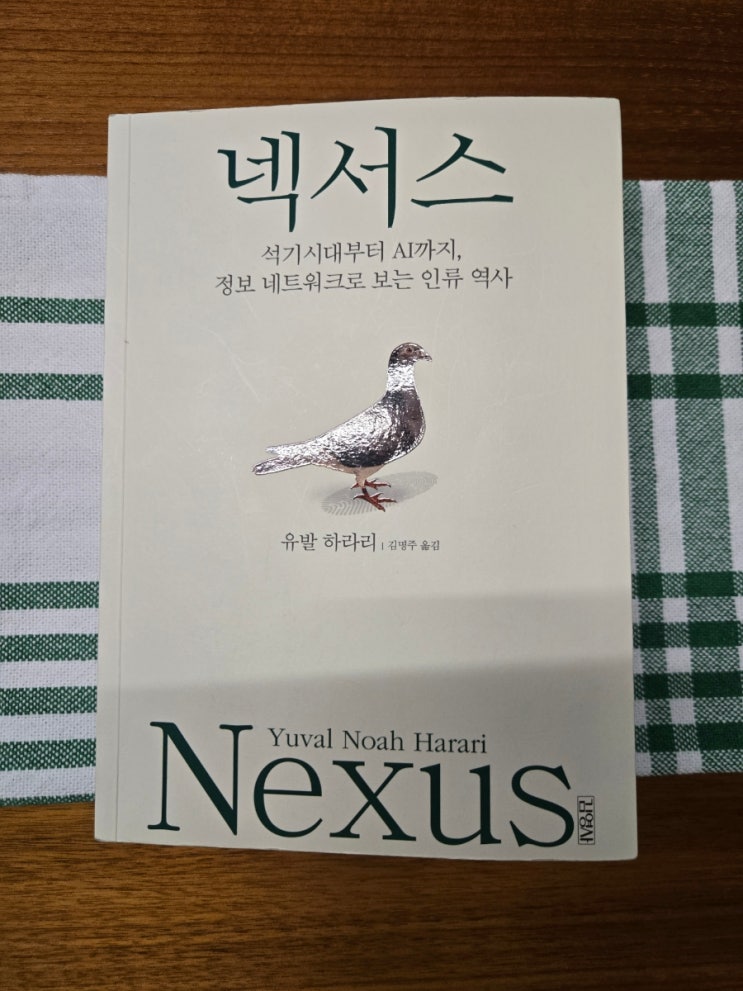 넥서스
석기시대부터 AI까지,
정보 네트워크로 보는 인류 역사
유발 하라리 | 김명주 옮김
Yuval Noah Harari
Nexus
김영사